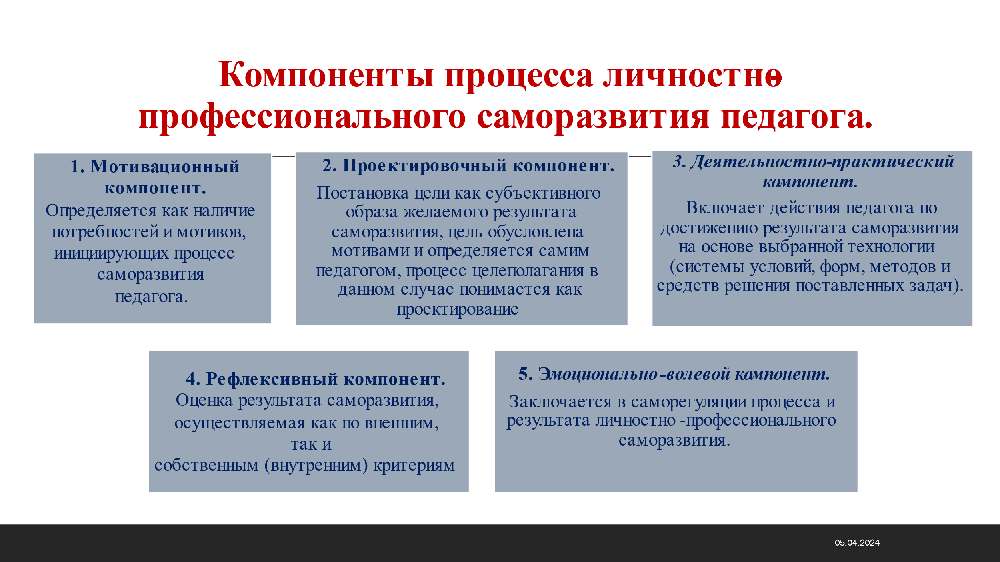 Компоненты процесса личностно-
профессионального саморазвития педагога.
1. Мотивационный
компонент.
Определяется как наличие
потребностей и мотивов,
инициирующих процесс
саморазвития
педагога.
2. Проектировочный компонент.
Постановка цели как субъективного
образа желаемого результата
саморазвития, цель обусловлена
мотивами и определяется самим
педагогом, процесс целеполагания в
данном случае понимается как
проектирование
3. Деятельностно-практический
компонент.
Включает действия педагога по
достижению результата саморазвития
на основе выбранной технологии
(системы условий, форм, методов и
средств решения поставленных задач).
4. Рефлексивный компонент.
Оценка результата саморазвития,
осуществляемая как по внешним,
так и
собственным (внутренним) критериям
5. Эмоционально-волевой компонент.
Заключается в саморегуляции процесса и
результата личностно -профессионального
саморазвития.
05.04.2024